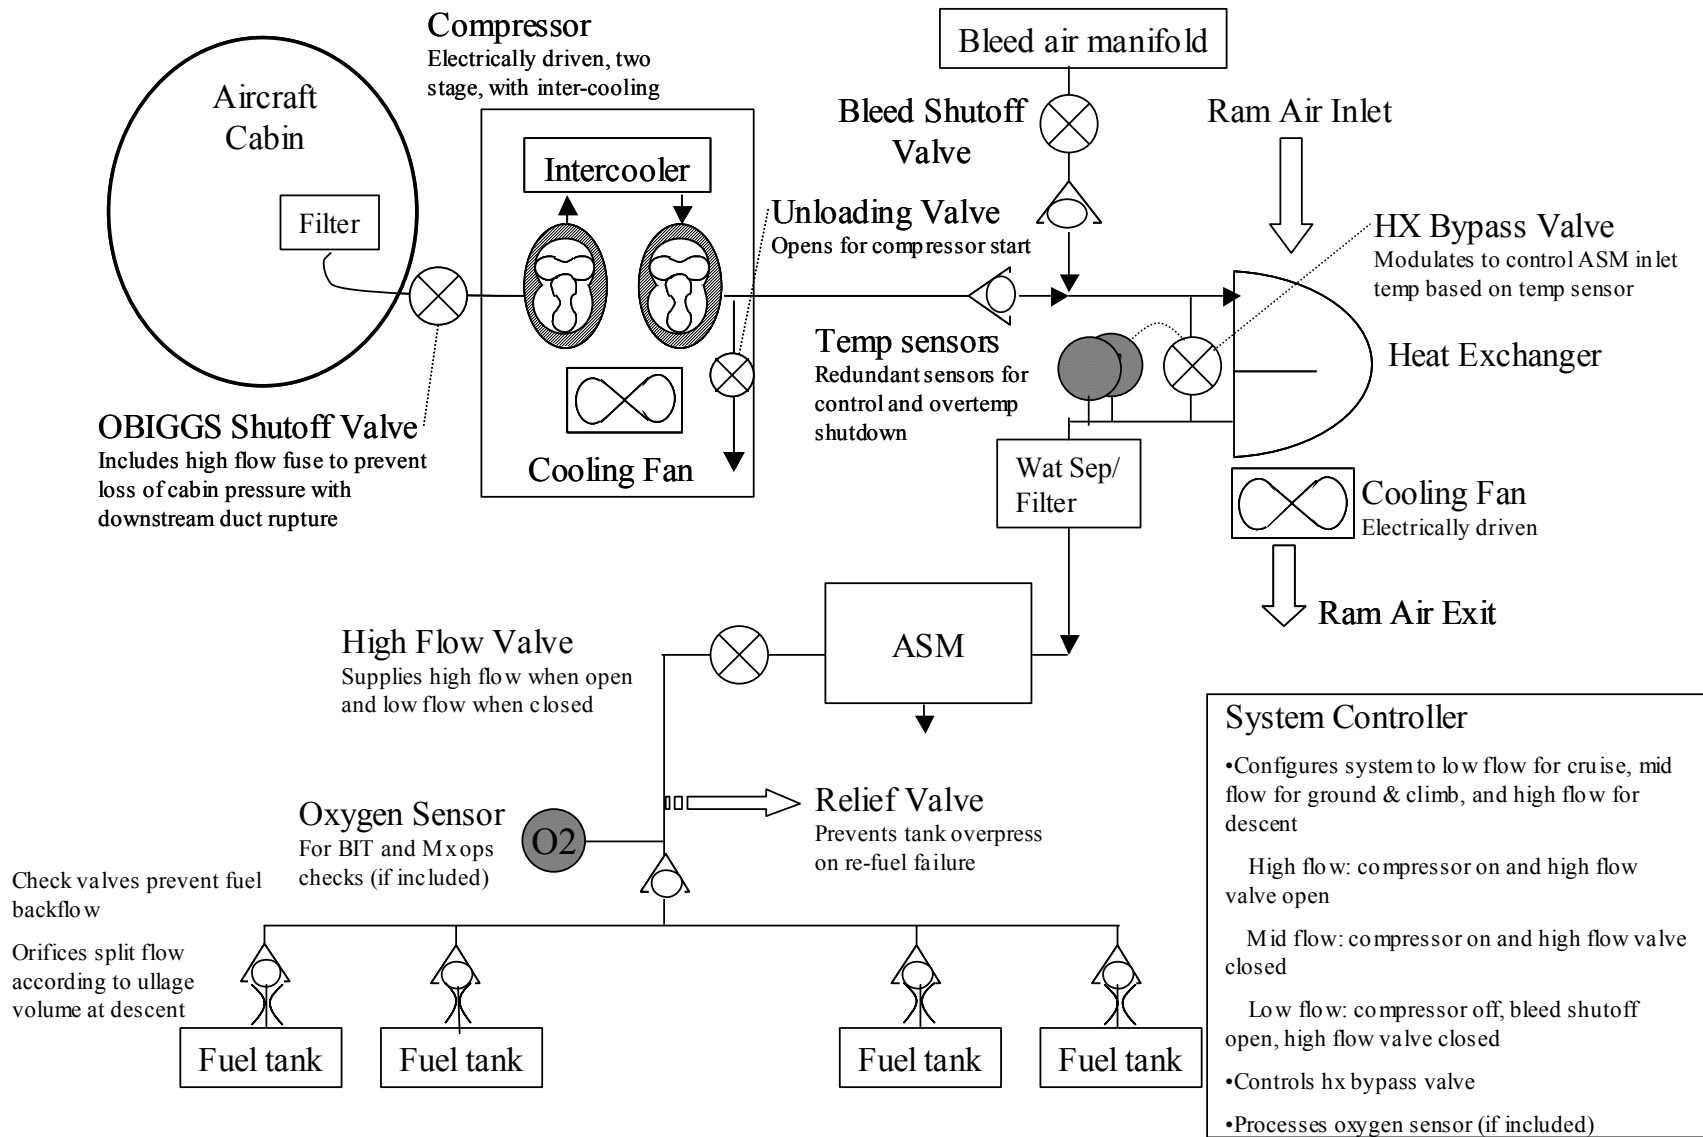 Compressor
Electrically driven, two
stage, with inter-cooling
Aircraft
Cabin
Filter
Intercooler
Cooling Fan
OBIGGS Shutoff Valve
Includes high flow fuse to prevent
loss of cabin pressure with
downstream duct rupture
Unloading Valve
Opens for compressor start
Bleed air manifold
Bleed Shutoff
Valve
Ram Air Inlet
HX Bypass Valve
Modulates to control ASM inlet
temp based on temp sensor
Temp sensors
Redundant sensors for
control and overtemp
shutdown
Heat Exchanger
Wat Sep/
Filter
Cooling Fan
Electrically driven
Ram Air Exit
High Flow Valve
Supplies high flow when open
and low flow when closed
ASM
Oxygen Sensor
For BIT and Mx ops
checks (if included)
O2
Relief Valve
Prevents tank overpress
on re-fuel failure
Check valves prevent fuel
backflow
Orifices split flow
according to ullage
volume at descent
Fuel tank
Fuel tank
Fuel tank
Fuel tank
System Controller
•Configures system to low flow for cruise, mid
flow for ground & climb, and high flow for
descent
High flow: compressor on and high flow
valve open
Mid flow: compressor on and high flow valve
closed
Low flow: compressor off, bleed shutoff
open, high flow valve closed
•Controls hx bypass valve
•Processes oxygen sensor (if included)